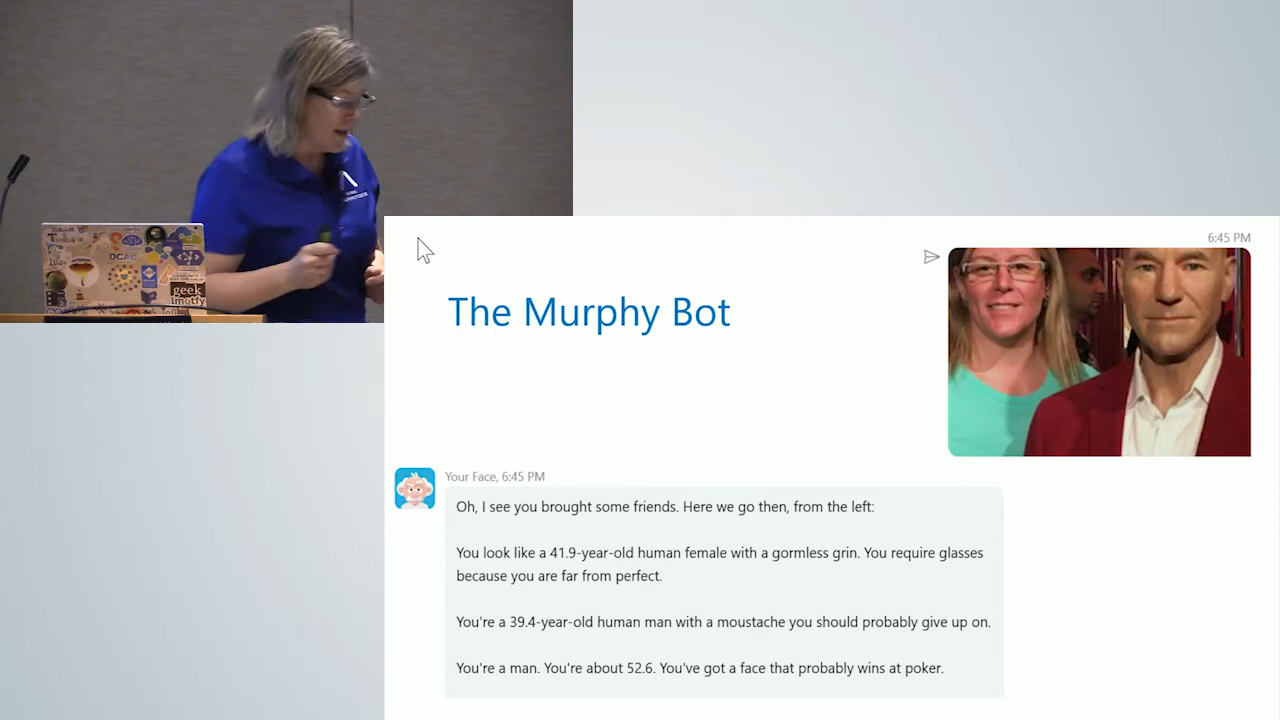 DCAC
geek
6:45 PM
The Murphy Bot
Your Face, 6:45 PM
Oh, I see you brought some friends. Here we go then, from the left:
You look like a 41.9-year-old human female with a gormless grin. You require glasses
because you are far from perfect.
You're a 39.4-year-old human man with a moustache you should probably give up on.
You're a man. You're about 52.6. You've got a face that probably wins at poker.